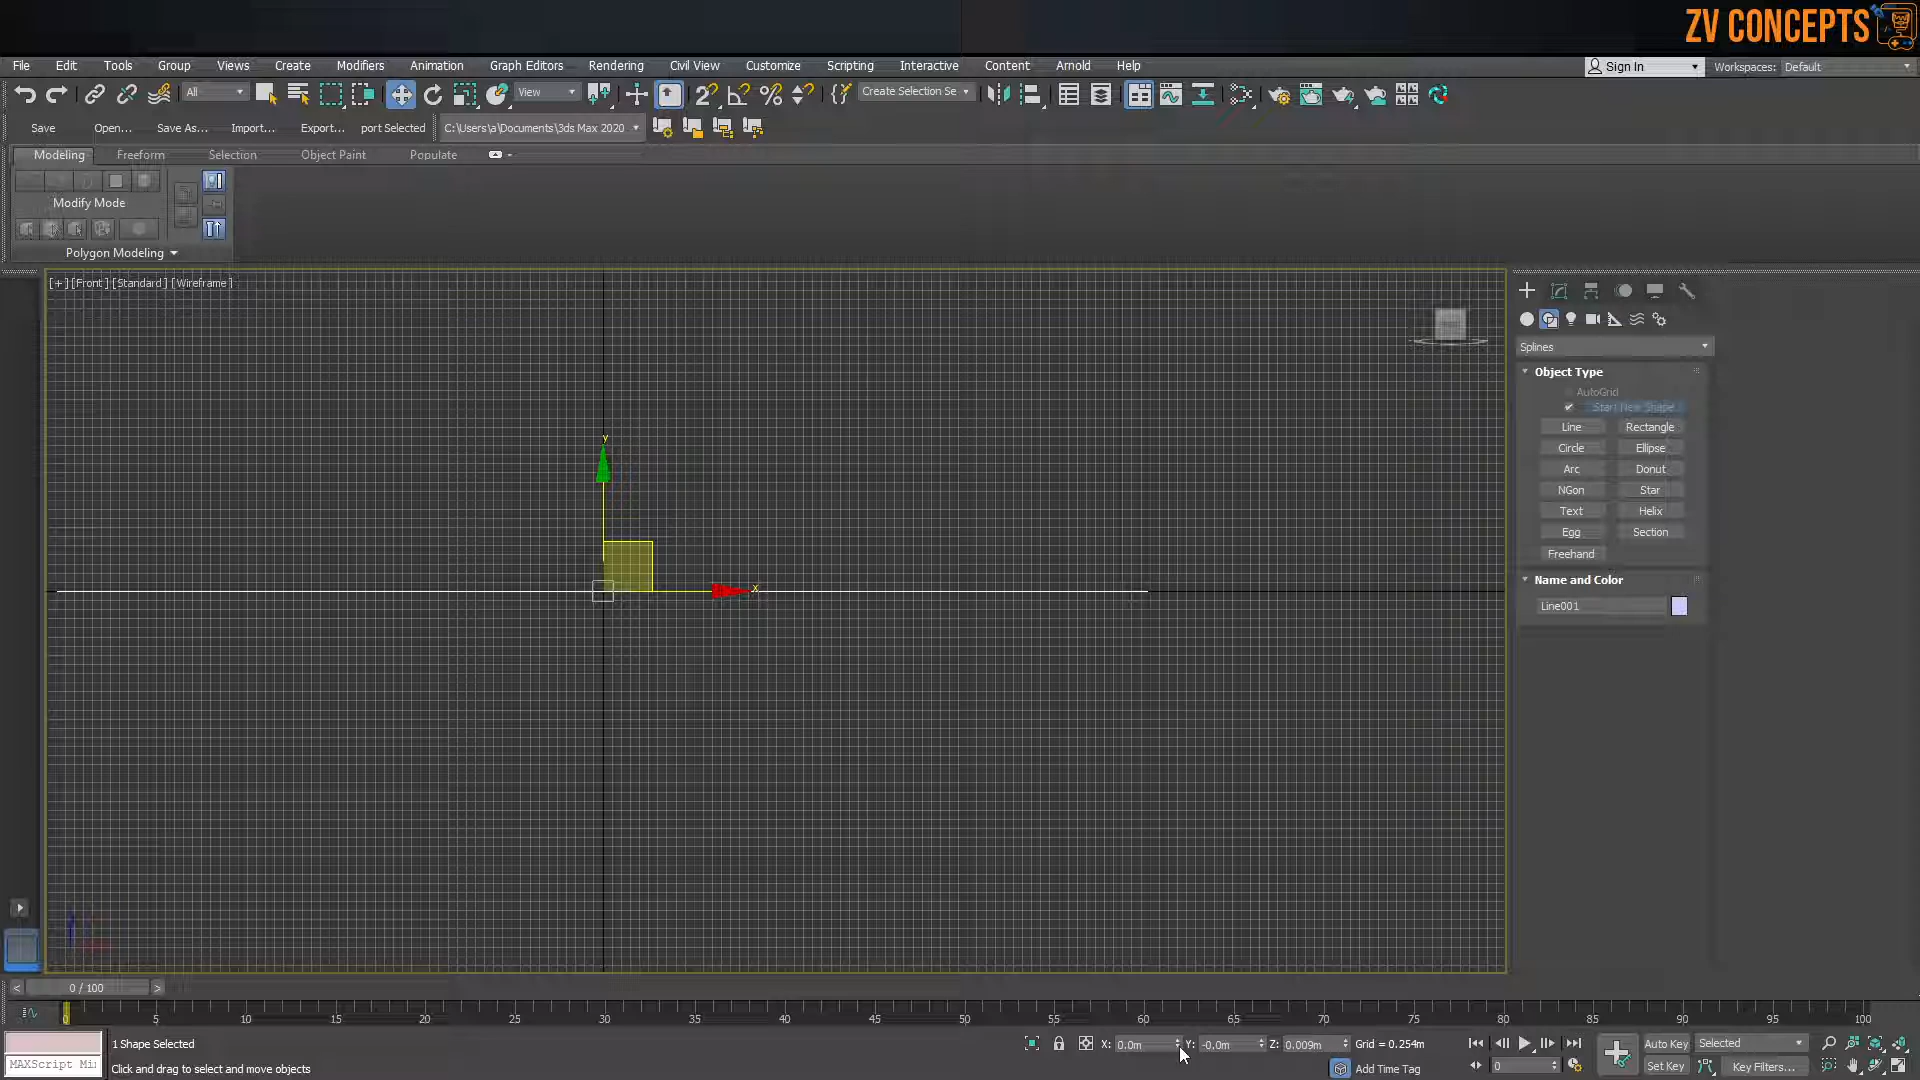 ZV CONCEPTS
File Edit Tools Group Views Create Modifiers Animation Graph Editors Rendering Civil View Customize Scripting Interactive Content Arnold Help
Sign In Workspaces: Default
All View Create Selection Se
Save Open... Save As... Import... Export... port Selected C:\Users\a\Documents\3ds Max 2020
Modeling Freeform Selection Object Paint Populate
Modify Mode
Polygon Modeling
[+] [Front] [Standard] [Wireframe]
Splines
Object Type
AutoGrid
Start New Shape
Line Rectangle
Circle Ellipse
Arc Donut
NGon Star
Text Helix
Egg Section
Freehand
Name and Color
Line001
y
x
< 0 / 100 >
0 5 10 15 20 25 30 35 40 45 50 55 60 65 70 75 80 85 90 95 100
1 Shape Selected X: 0.0m Y: -0.0m Z: 0.009m Grid = 0.254m Auto Key Selected
MAXScript Mi Click and drag to select and move objects Add Time Tag 0 Set Key Key Filters...